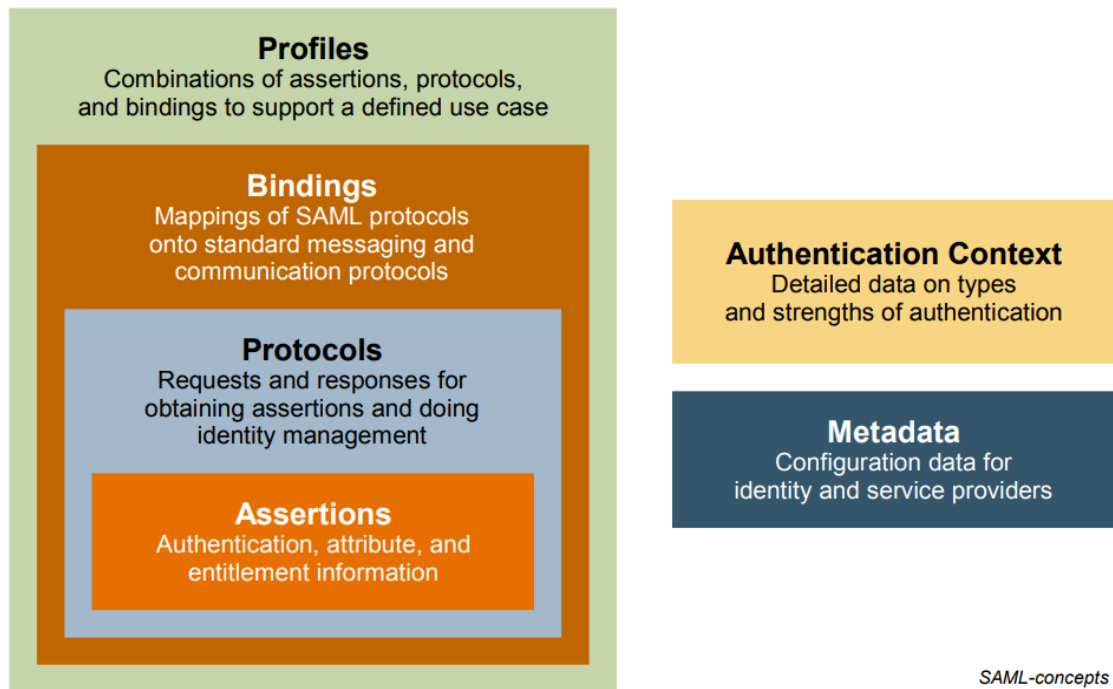 Profiles
Combinations of assertions, protocols,
and bindings to support a defined use case
Bindings
Mappings of SAML protocols
onto standard messaging and
communication protocols
Protocols
Requests and responses for
obtaining assertions and doing
identity management
Assertions
Authentication, attribute, and
entitlement information
Authentication Context
Detailed data on types
and strengths of authentication
Metadata
Configuration data for
identity and service providers
SAML-concepts